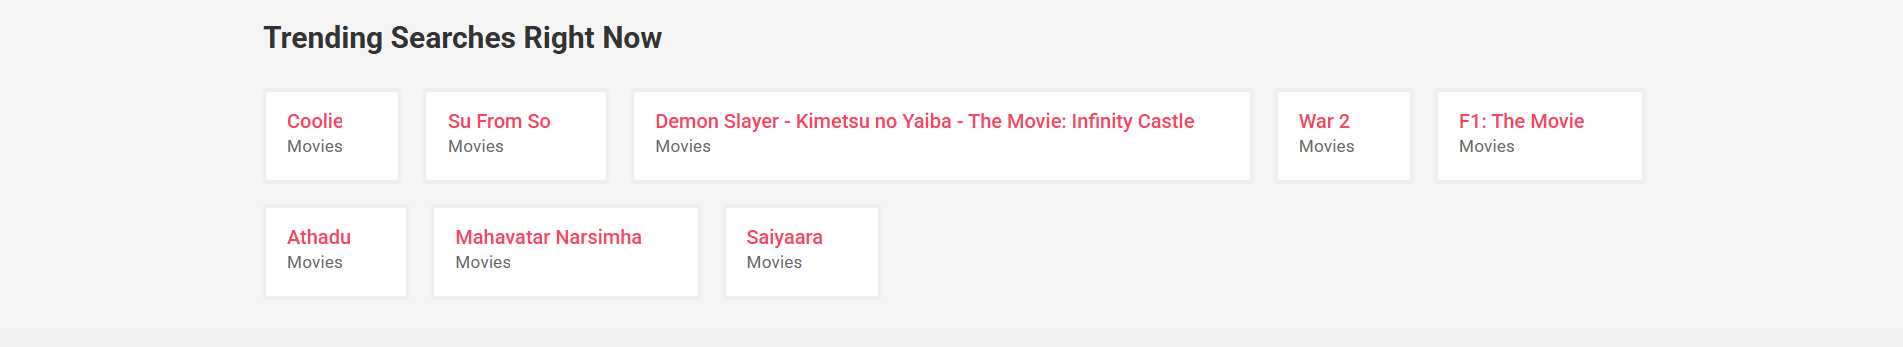 Trending Searches Right Now
Coolie
Movies
Su From So
Movies
Demon Slayer - Kimetsu no Yaiba - The Movie: Infinity Castle
Movies
War 2
Movies
F1: The Movie
Movies
Athadu
Movies
Mahavatar Narsimha
Movies
Saiyaara
Movies